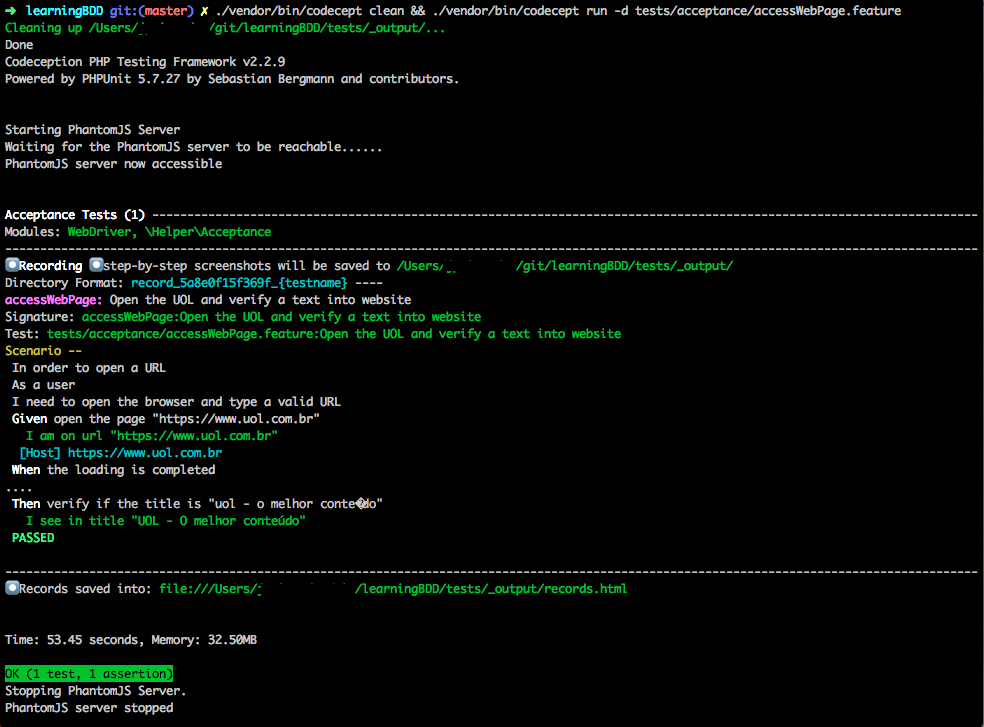 ➜ learningBDD git:(master) ✗ ./vendor/bin/codecept clean && ./vendor/bin/codecept run -d tests/acceptance/accessWebPage.feature
Cleaning up /Users/ /git/learningBDD/tests/_output/...
Done
Codeception PHP Testing Framework v2.2.9
Powered by PHPUnit 5.7.27 by Sebastian Bergmann and contributors.
Starting PhantomJS Server
Waiting for the PhantomJS server to be reachable......
PhantomJS server now accessible
Acceptance Tests (1) ----------------------------------------------------------------------------------------------------------------------
Modules: WebDriver, \Helper\Acceptance
-------------------------------------------------------------------------------------------------------------------------------------------
⏺Recording ⏺step-by-step screenshots will be saved to /Users/ /git/learningBDD/tests/_output/
Directory Format: record_5a8e0f15f369f_{testname} ----
accessWebPage: Open the UOL and verify a text into website
Signature: accessWebPage:Open the UOL and verify a text into website
Test: tests/acceptance/accessWebPage.feature:Open the UOL and verify a text into website
Scenario --
In order to open a URL
As a user
I need to open the browser and type a valid URL
Given open the page "https://www.uol.com.br"
I am on url "https://www.uol.com.br"
[Host] https://www.uol.com.br
When the loading is completed
....
Then verify if the title is "uol - o melhor conte�do"
I see in title "UOL - O melhor conteúdo"
PASSED
-------------------------------------------------------------------------------------------------------------------------------------------
⏺Records saved into: file:///Users/ /learningBDD/tests/_output/records.html
Time: 53.45 seconds, Memory: 32.50MB
OK (1 test, 1 assertion)
Stopping PhantomJS Server.
PhantomJS server stopped